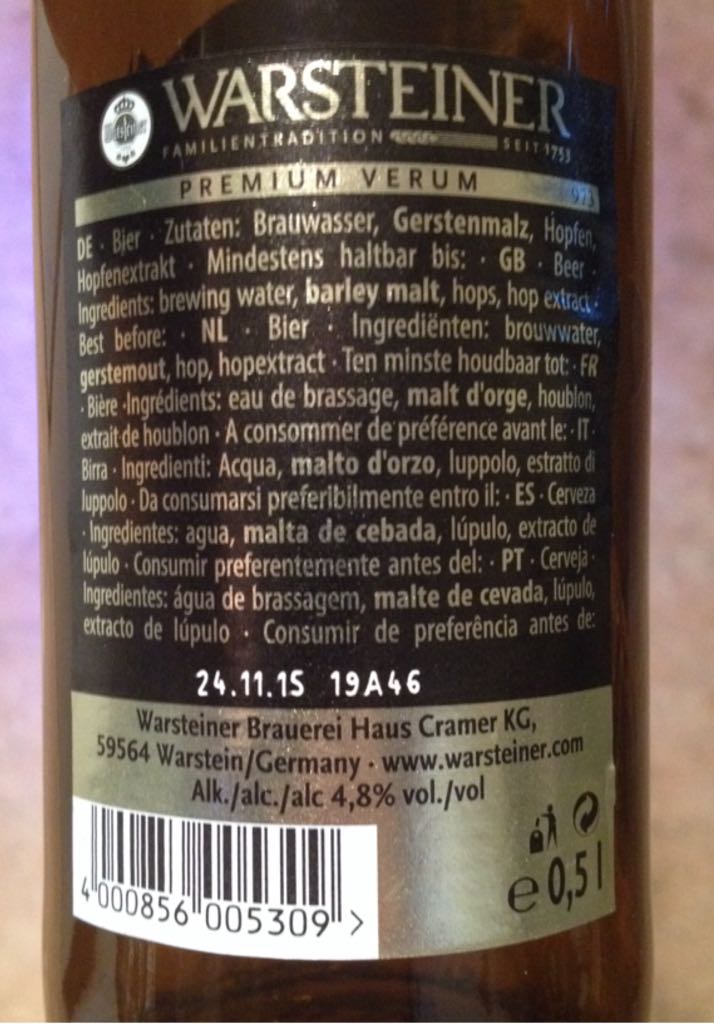 WARSTEINER
FAMILIENTRADITION SEIT 1753
PREMIUM VERUM 973
DE · Bier · Zutaten: Brauwasser, Gerstenmalz, Hopfen,
Hopfenextrakt · Mindestens haltbar bis: · GB · Beer ·
Ingredients: brewing water, barley malt, hops, hop extract ·
Best before: · NL · Bier · Ingrediënten: brouwwater,
gerstemout, hop, hopextract · Ten minste houdbaar tot: · FR
· Bière · Ingrédients: eau de brassage, malt d'orge, houblon,
extrait de houblon · A consommer de préférence avant le: · IT ·
Birra · Ingredienti: Acqua, malto d'orzo, luppolo, estratto di
luppolo · Da consumarsi preferibilmente entro il: · ES · Cerveza
· Ingredientes: agua, malta de cebada, lúpulo, extracto de
lúpulo · Consumir preferentemente antes del: · PT · Cerveja ·
Ingredientes: água de brassagem, malte de cevada, lúpulo,
extracto de lúpulo · Consumir de preferência antes de:
24.11.15 19A46
Warsteiner Brauerei Haus Cramer KG,
59564 Warstein/Germany · www.warsteiner.com
Alk./alc./alc 4,8% vol./vol
4 000856 005309 >
℮ 0,5 l